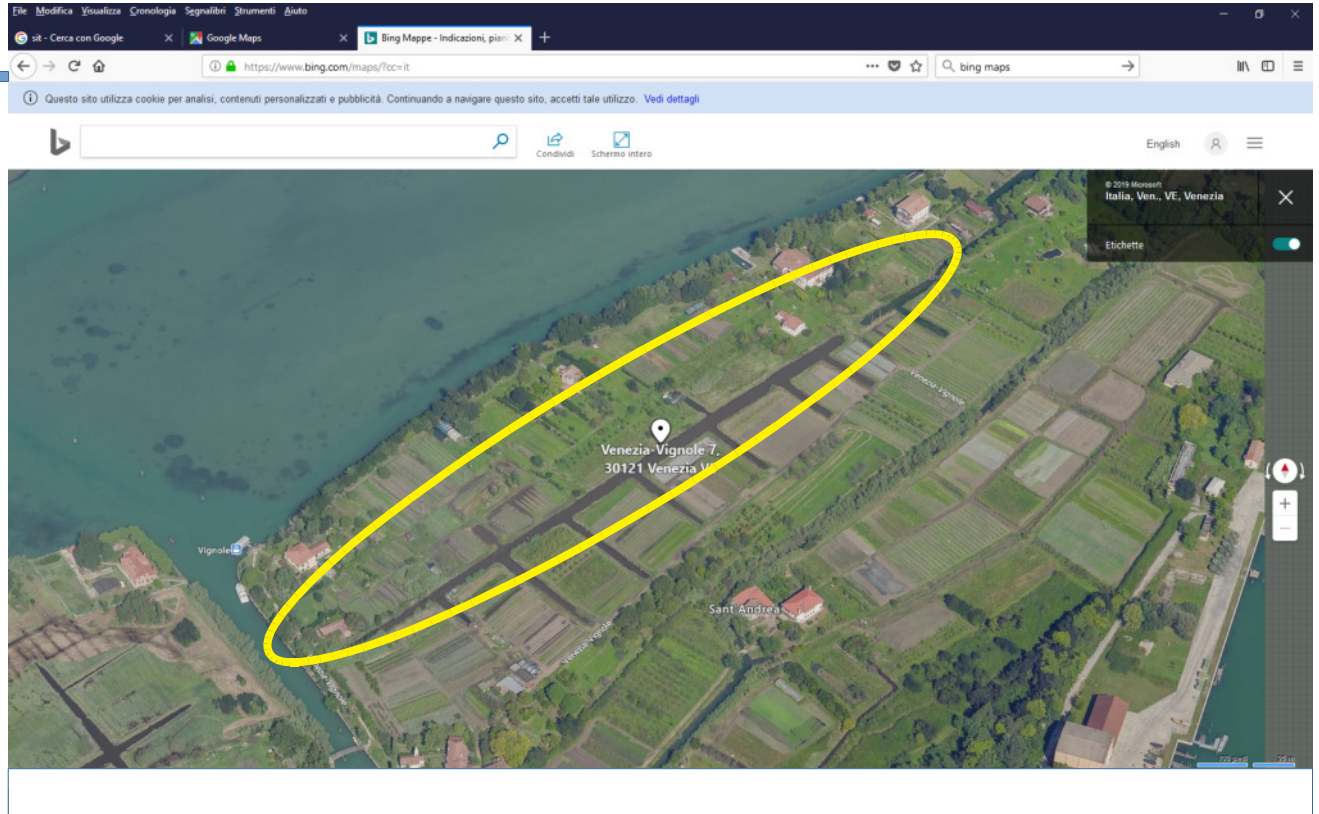 File Modifica Visualizza Cronologia Segnalibri Strumenti Aiuto
sit - Cerca con Google
Google Maps
Bing Mappe - Indicazioni, piani
https://www.bing.com/maps/?cc=it
bing maps
Questo sito utilizza cookie per analisi, contenuti personalizzati e pubblicità. Continuando a navigare questo sito, accetti tale utilizzo. Vedi dettagli
Condividi
Schermo intero
English
© 2019 Microsoft
Italia, Ven., VE, Venezia
Etichette
Venezia-Vignole
Venezia-Vignole 7,
30121 Venezia
Vignole
Sant'Andrea
Venezia-Vignole